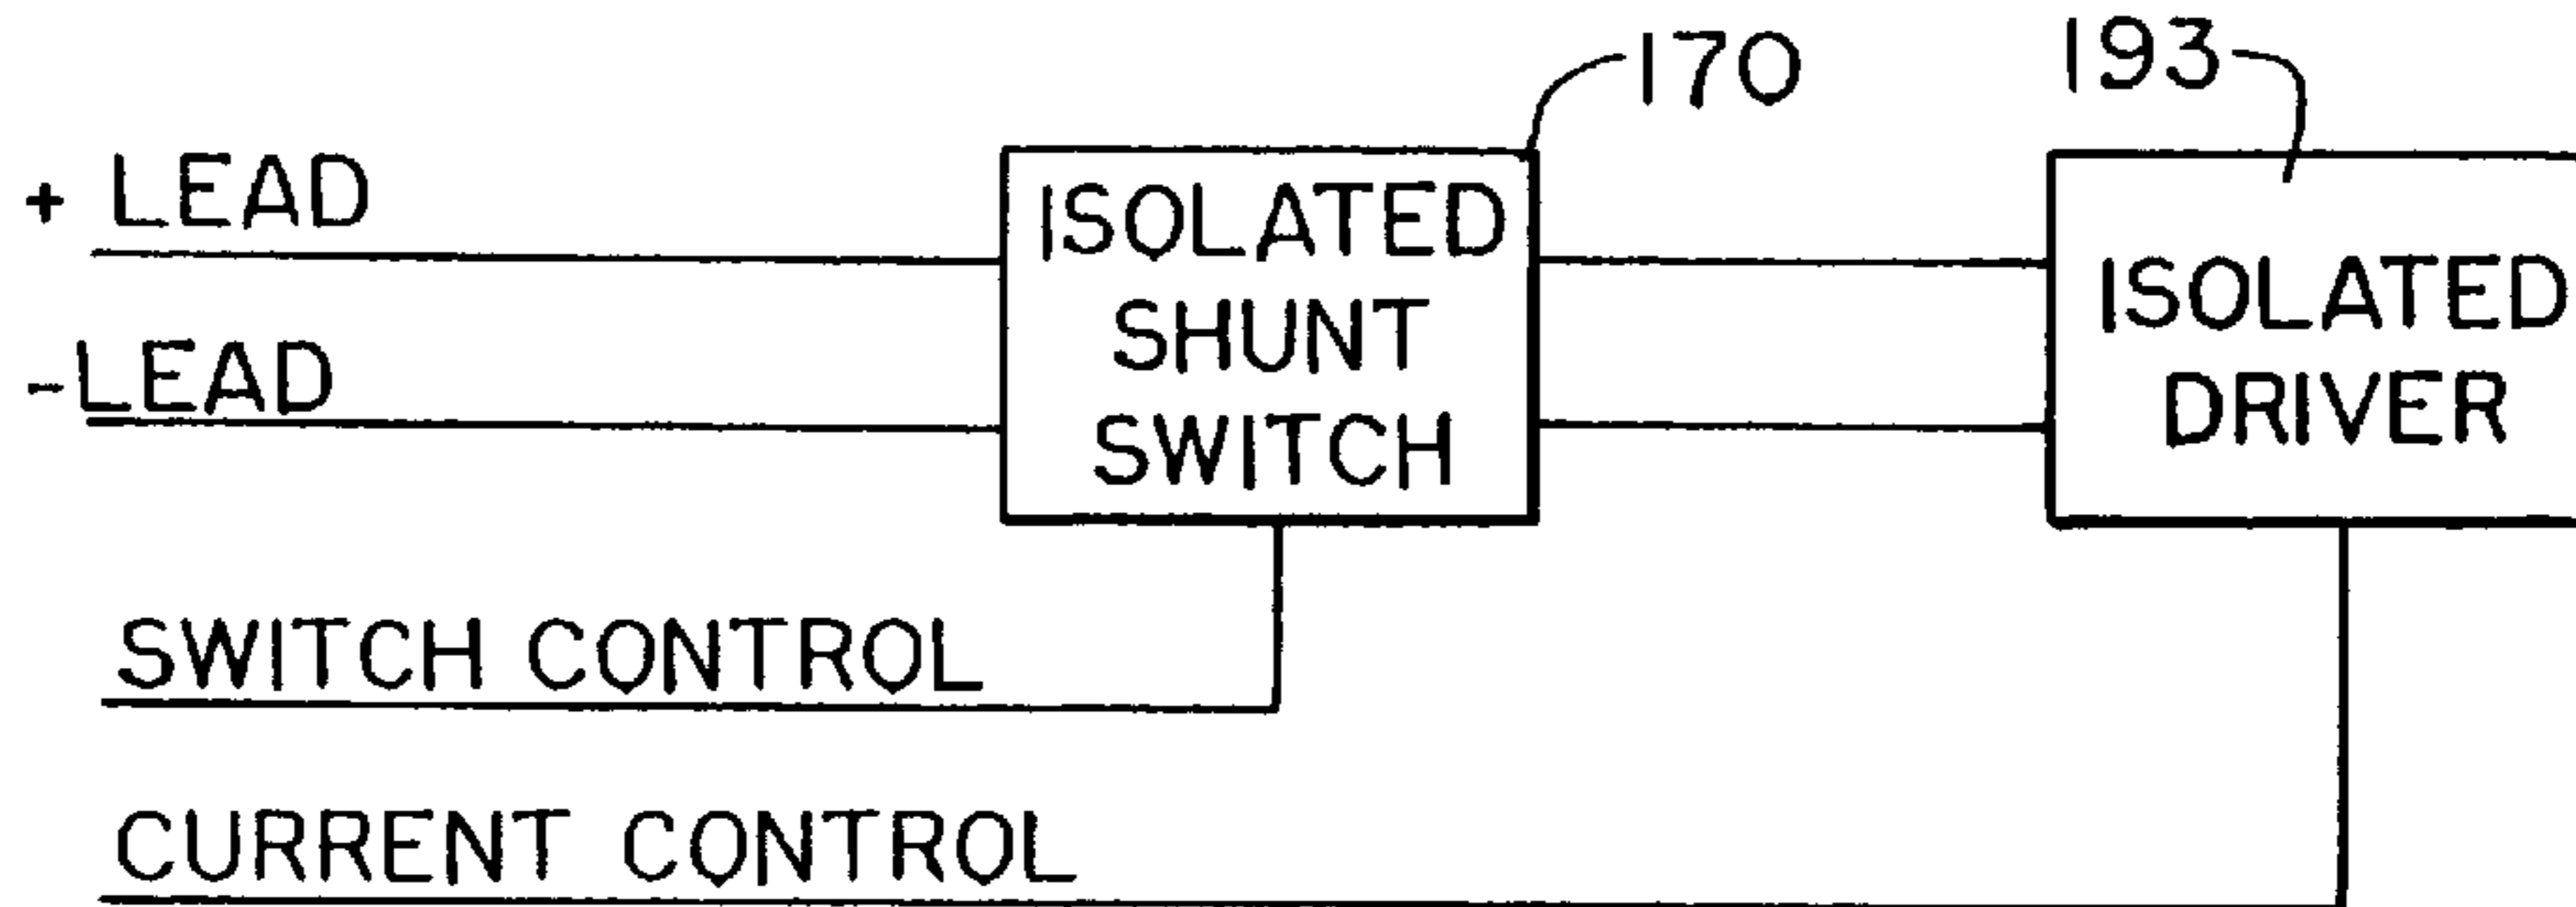 170
193
+ LEAD
-LEAD
ISOLATED
SHUNT
SWITCH
ISOLATED
DRIVER
SWITCH CONTROL
CURRENT CONTROL